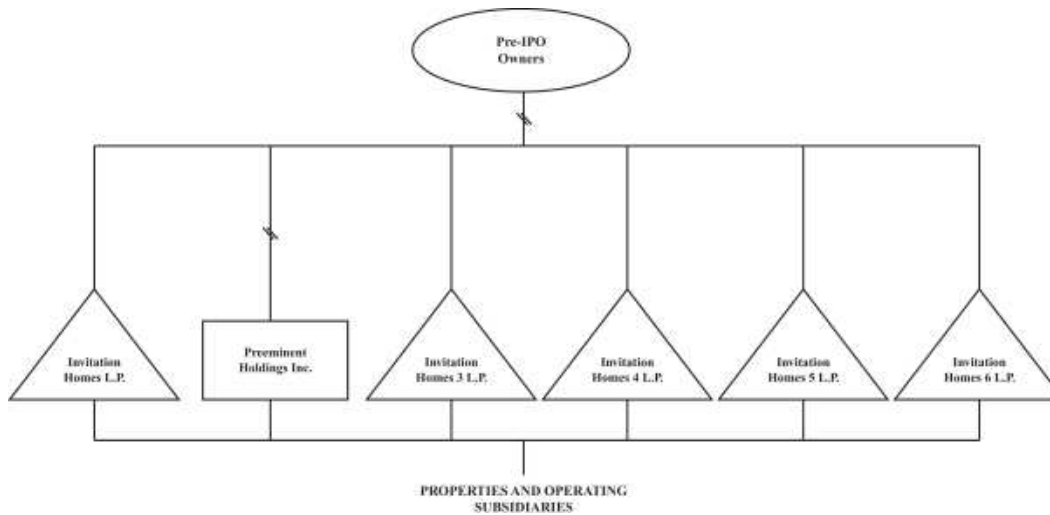 Pre-IPO
Owners
Invitation
Homes L.P.
Preeminent
Holdings Inc.
Invitation
Homes 3 L.P.
Invitation
Homes 4 L.P.
Invitation
Homes 5 L.P.
Invitation
Homes 6 L.P.
PROPERTIES AND OPERATING
SUBSIDIARIES